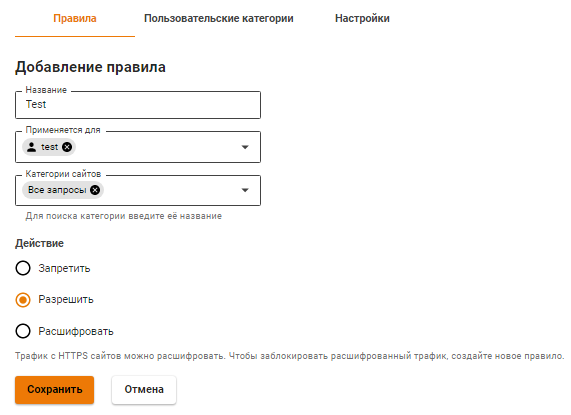 Правила Пользовательские категории Настройки
Добавление правила
Название
Test
Применяется для
test
Категории сайтов
Все запросы
Для поиска категории введите её название
Действие
Запретить
Разрешить
Расшифровать
Трафик с HTTPS сайтов можно расшифровать. Чтобы заблокировать расшифрованный трафик, создайте новое правило.
Сохранить Отмена